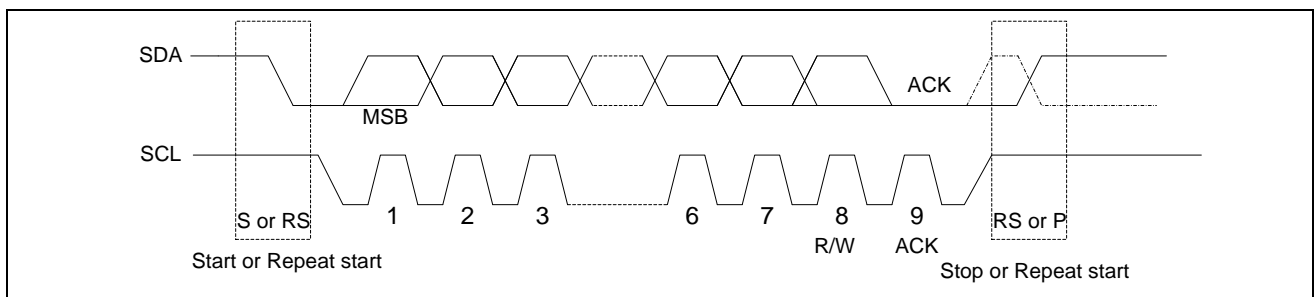 SDA
ACK
MSB
SCL
S or RS
1 2 3 6 7 8 9
RS or P
R/W ACK
Start or Repeat start
Stop or Repeat start